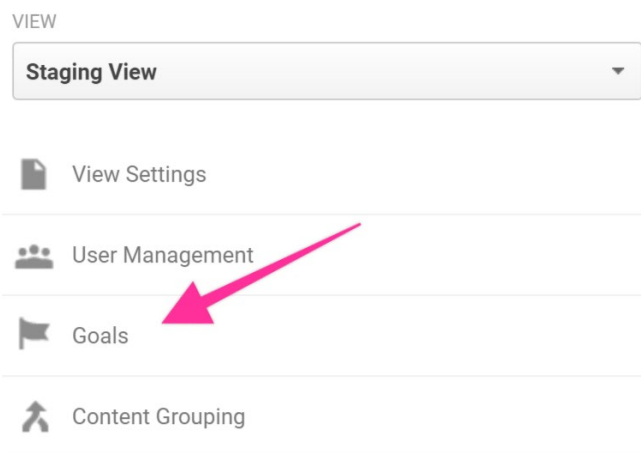 VIEW
Staging View
View Settings
User Management
Goals
Content Grouping